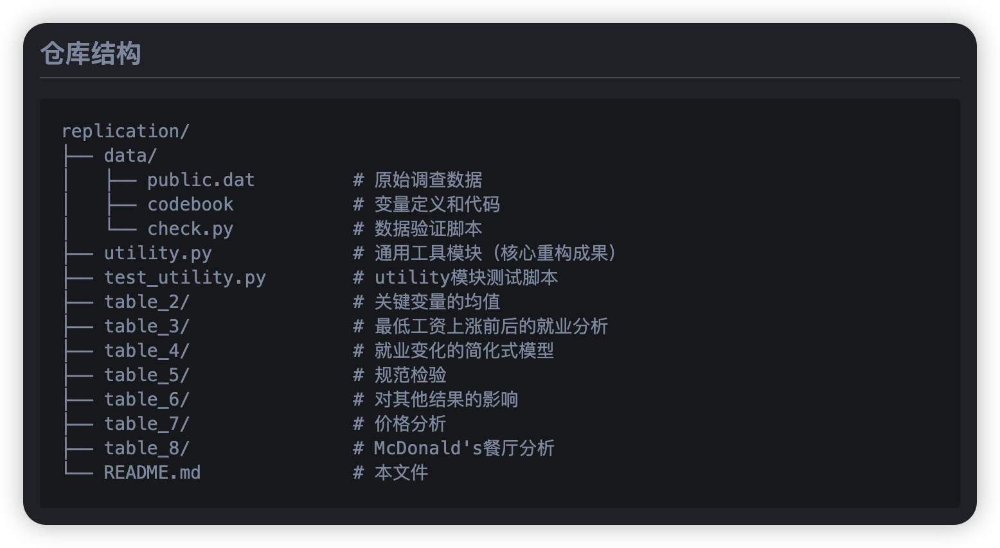 仓库结构
replication/
├── data/
│   ├── public.dat         # 原始调查数据
│   ├── codebook           # 变量定义和代码
│   └── check.py           # 数据验证脚本
├── utility.py             # 通用工具模块（核心重构成果）
├── test_utility.py        # utility模块测试脚本
├── table_2/               # 关键变量的均值
├── table_3/               # 最低工资上涨前后的就业分析
├── table_4/               # 就业变化的简化式模型
├── table_5/               # 规范检验
├── table_6/               # 对其他结果的影响
├── table_7/               # 价格分析
├── table_8/               # McDonald's餐厅分析
└── README.md              # 本文件